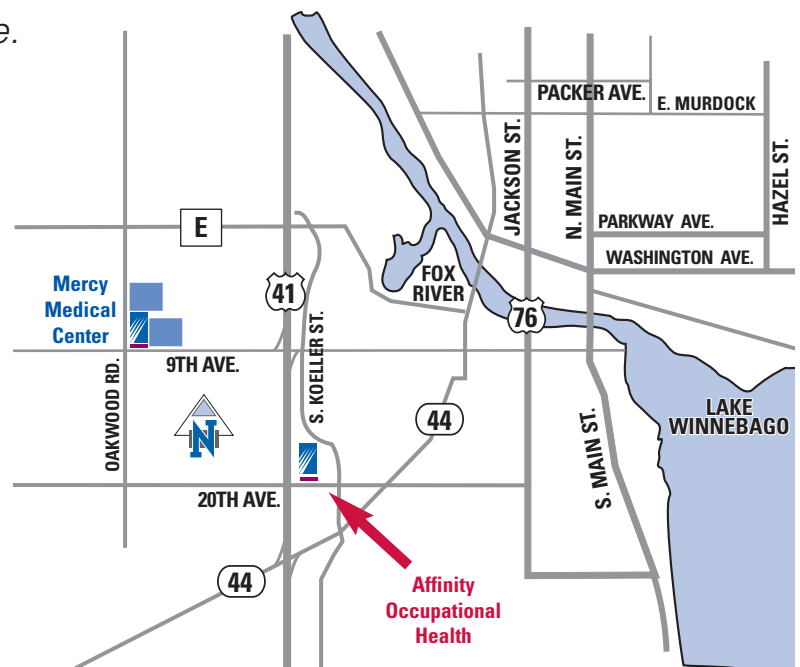 e.
PACKER AVE.
E. MURDOCK
JACKSON ST.
N. MAIN ST.
HAZEL ST.
PARKWAY AVE.
WASHINGTON AVE.
E
FOX
RIVER
Mercy
Medical
Center
41
76
S. KOELLER ST.
9TH AVE.
OAKWOOD RD.
N
LAKE
WINNEBAGO
44
S. MAIN ST.
20TH AVE.
44
Affinity
Occupational
Health